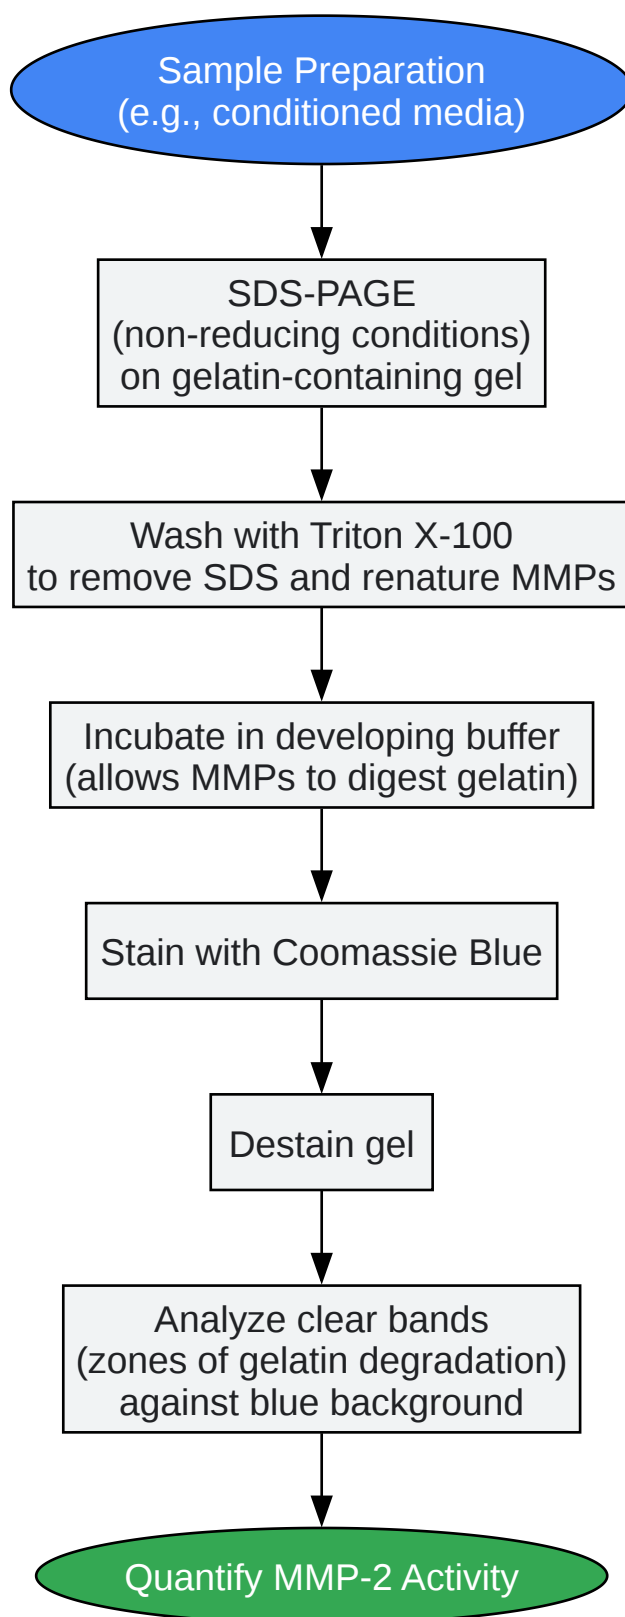 Sample Preparation
(e.g., conditioned media)
SDS-PAGE
(non-reducing conditions)
on gelatin-containing gel
Wash with Triton X-100
to remove SDS and renature MMPs
Incubate in developing buffer
(allows MMPs to digest gelatin)
Stain with Coomassie Blue
Destain gel
Analyze clear bands
(zones of gelatin degradation)
against blue background
Quantify MMP-2 Activity